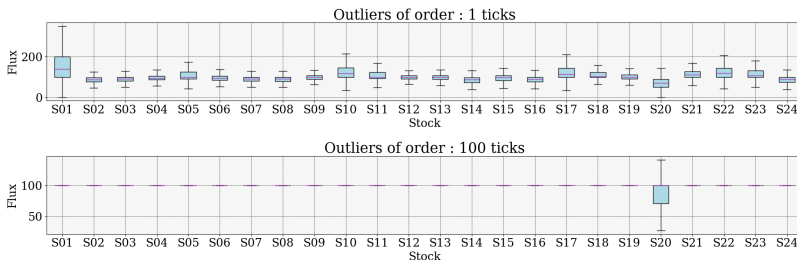 Outliers of order : 1 ticks
200
0
Flux
S01 S02 S03 S04 S05 S06 S07 S08 S09 S10 S11 S12 S13 S14 S15 S16 S17 S18 S19 S20 S21 S22 S23 S24
Stock
Outliers of order : 100 ticks
100
50
Flux
S01 S02 S03 S04 S05 S06 S07 S08 S09 S10 S11 S12 S13 S14 S15 S16 S17 S18 S19 S20 S21 S22 S23 S24
Stock